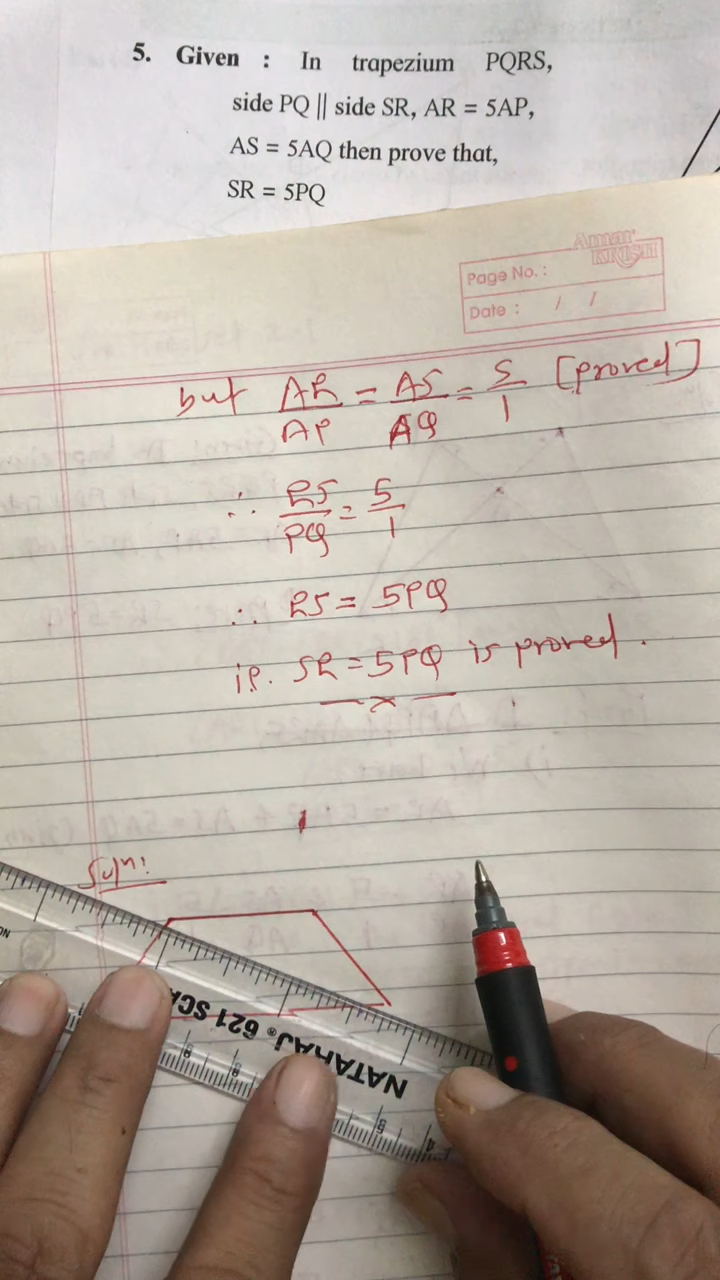 5. Given : In trapezium PQRS,
side PQ || side SR, AR = 5AP,
AS = 5AQ then prove that,
SR = 5PQ
Amar
KRISH
Page No. :
Date : / /
but AR/AP = AS/AQ = 5/1 [proved]
∴ RS/PQ = 5/1
∴ RS = 5PQ
i.e. SR = 5PQ is proved.
Soln:
NATARAJ® 621